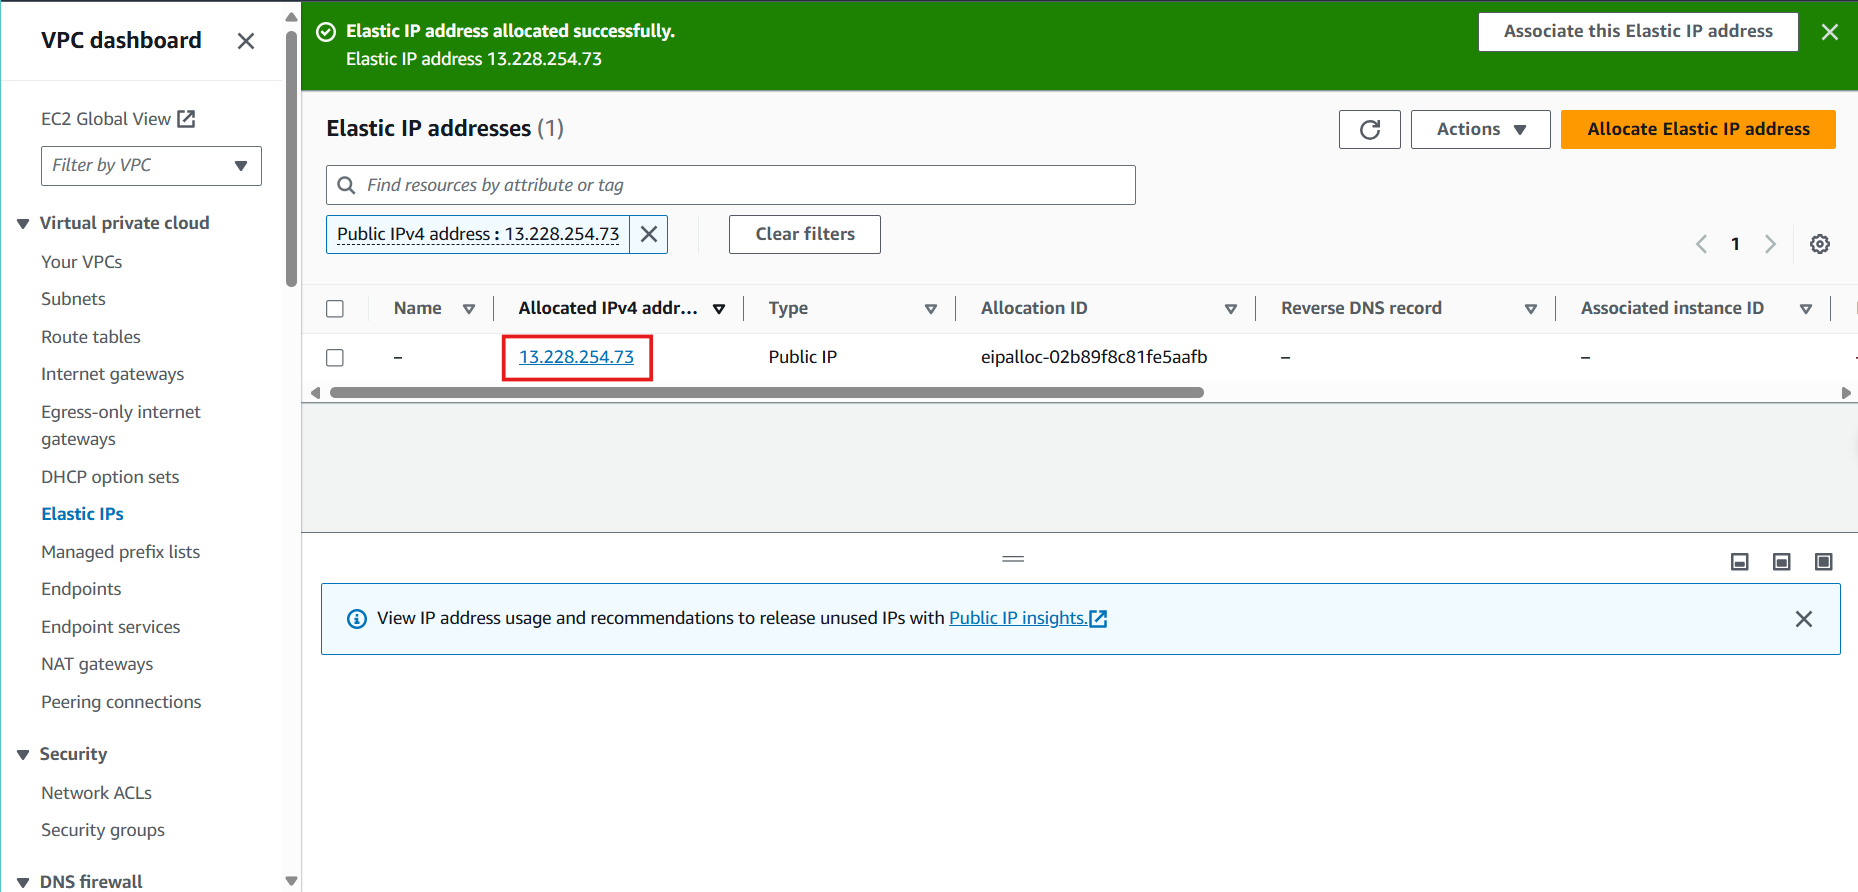 VPC dashboard
EC2 Global View
Filter by VPC
Virtual private cloud
Your VPCs
Subnets
Route tables
Internet gateways
Egress-only internet
gateways
DHCP option sets
Elastic IPs
Managed prefix lists
Endpoints
Endpoint services
NAT gateways
Peering connections
Security
Network ACLs
Security groups
DNS firewall
Elastic IP address allocated successfully.
Elastic IP address 13.228.254.73
Associate this Elastic IP address
Elastic IP addresses (1)
Actions
Allocate Elastic IP address
Find resources by attribute or tag
Public IPv4 address : 13.228.254.73
Clear filters
1
Name Allocated IPv4 addr... Type Allocation ID Reverse DNS record Associated instance ID
– 13.228.254.73 Public IP eipalloc-02b89f8c81fe5aafb – –
View IP address usage and recommendations to release unused IPs with Public IP insights.